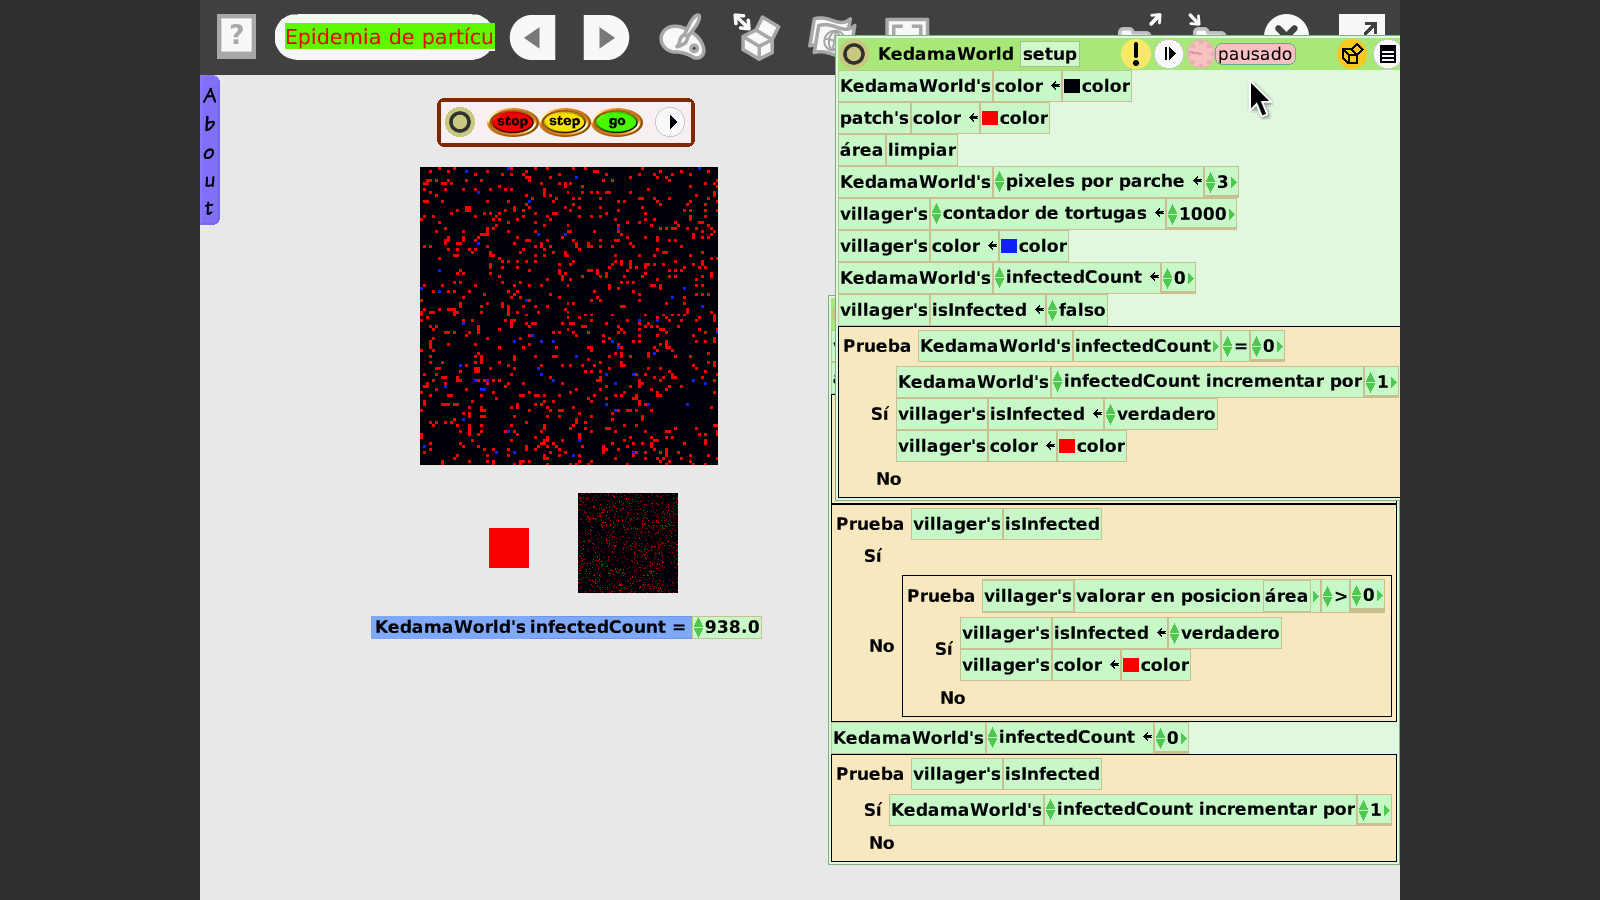 ?
Epidemia de partícu
About
stop step go
KedamaWorld's infectedCount = 938.0
KedamaWorld setup ! pausado
KedamaWorld's color ← color
patch's color ← color
área limpiar
KedamaWorld's pixeles por parche ← 3
villager's contador de tortugas ← 1000
villager's color ← color
KedamaWorld's infectedCount ← 0
villager's isInfected ← falso
Prueba KedamaWorld's infectedCount = 0
KedamaWorld's infectedCount incrementar por 1
Sí villager's isInfected ← verdadero
villager's color ← color
No
Prueba villager's isInfected
Sí
Prueba villager's valorar en posicion área > 0
villager's isInfected ← verdadero
No Sí
villager's color ← color
No
KedamaWorld's infectedCount ← 0
Prueba villager's isInfected
Sí KedamaWorld's infectedCount incrementar por 1
No